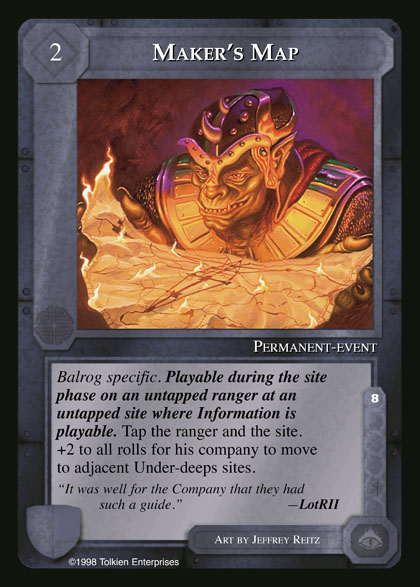 2
MAKER'S MAP
PERMANENT-EVENT
Balrog specific. Playable during the site
phase on an untapped ranger at an
untapped site where Information is
playable. Tap the ranger and the site.
+2 to all rolls for his company to move
to adjacent Under-deeps sites.
8
"It was well for the Company that they had
such a guide." —LotRII
ART BY JEFFREY REITZ
©1998 Tolkien Enterprises